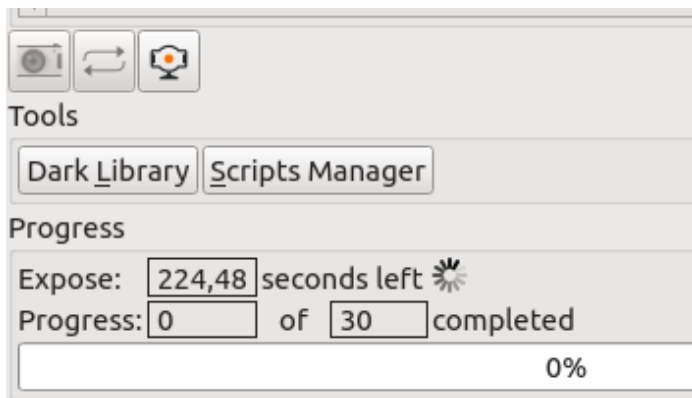 Tools
Dark Library Scripts Manager
Progress
Expose: 224,48 seconds left
Progress: 0 of 30 completed
0%